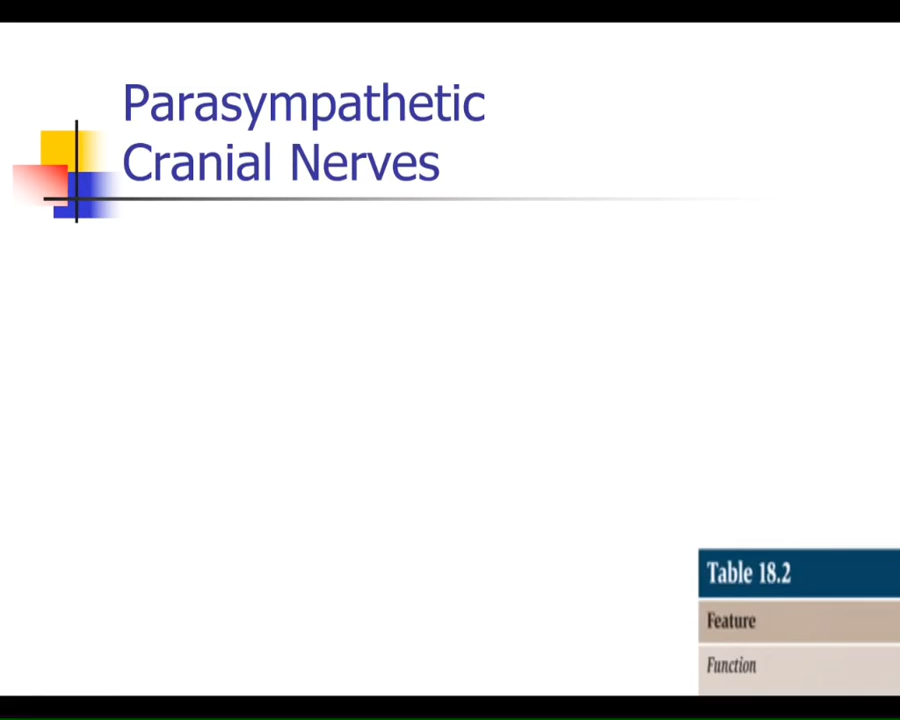 Parasympathetic
Cranial Nerves
Table 18.2
Feature
Function